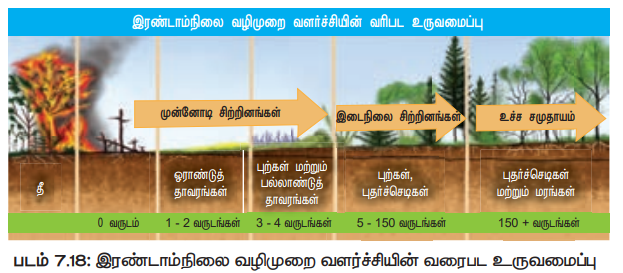 இரண்டாம்நிலை வழிமுறை வளர்ச்சியின் வரிபட உருவமைப்பு
முன்னோடி சிற்றினங்கள்
இடைநிலை சிற்றினங்கள்
உச்ச சமுதாயம்
தீ
ஓராண்டுத்
தாவரங்கள்
புற்கள் மற்றும்
பல்லாண்டுத்
தாவரங்கள்
புற்கள்,
புதர்ச்செடிகள்
புதர்ச்செடிகள்
மற்றும் மரங்கள்
0 வருடம்
1 - 2 வருடங்கள்
3 - 4 வருடங்கள்
5 - 150 வருடங்கள்
150 + வருடங்கள்
படம் 7.18: இரண்டாம்நிலை வழிமுறை வளர்ச்சியின் வரைபட உருவமைப்பு